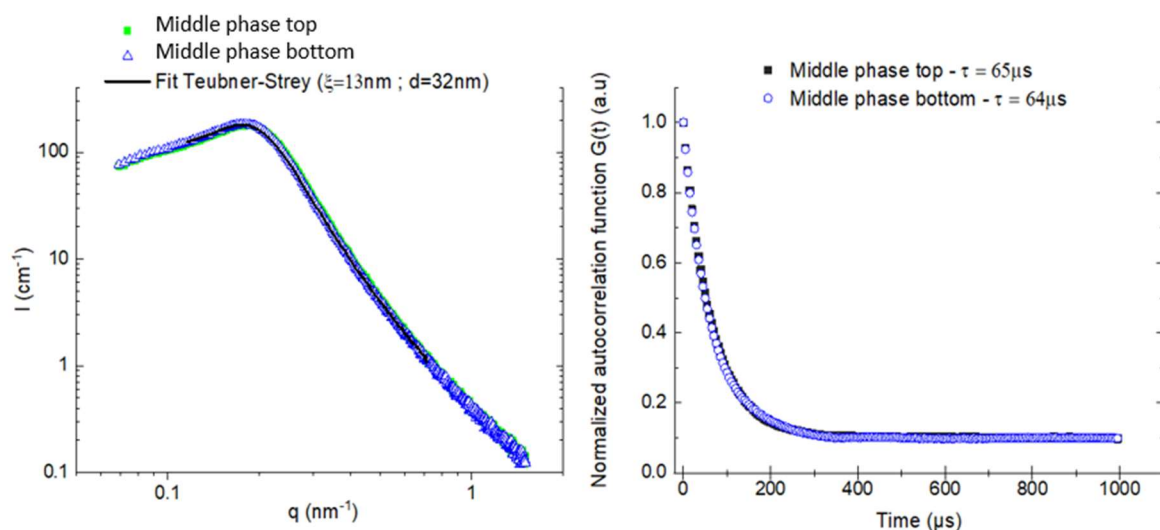 Middle phase top
Middle phase bottom
Fit Teubner-Strey (ξ=13nm ; d=32nm)
100
10
1
0.1
0.1
1
I (cm⁻¹)
q (nm⁻¹)
Middle phase top - τ = 65µs
Middle phase bottom - τ = 64µs
1.0
0.8
0.6
0.4
0.2
0.0
0
200
400
600
800
1000
Normalized autocorrelation function G(t) (a.u)
Time (µs)